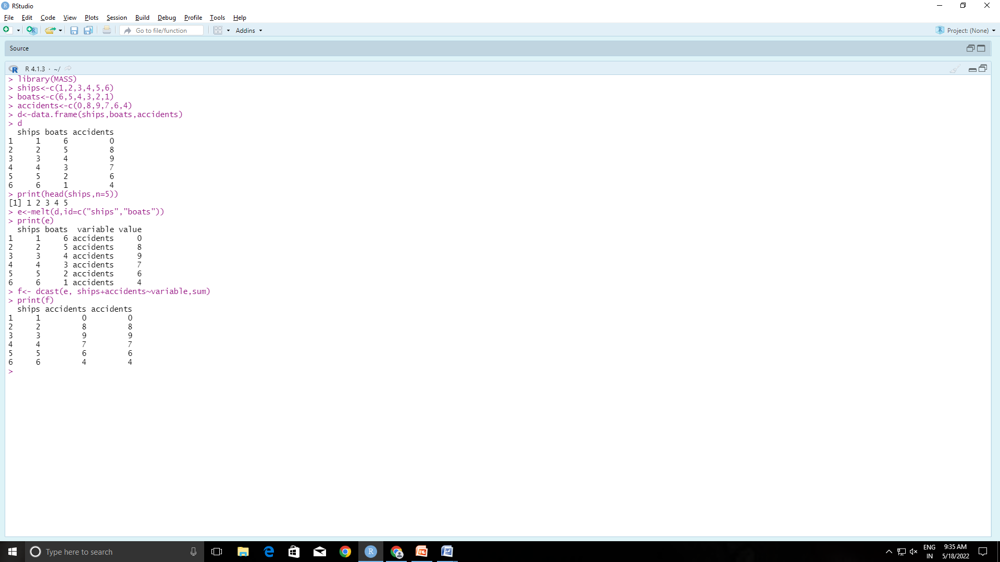 RStudio
File Edit Code View Plots Session Build Debug Profile Tools Help
Go to file/function Addins Project: (None)
Source
R 4.1.3 · ~/
> library(MASS)
> ships<-c(1,2,3,4,5,6)
> boats<-c(6,5,4,3,2,1)
> accidents<-c(0,8,9,7,6,4)
> d<-data.frame(ships,boats,accidents)
> d
  ships boats accidents
1     1     6         0
2     2     5         8
3     3     4         9
4     4     3         7
5     5     2         6
6     6     1         4
> print(head(ships,n=5))
[1] 1 2 3 4 5
> e<-melt(d,id=c("ships","boats"))
> print(e)
  ships boats  variable value
1     1     6 accidents     0
2     2     5 accidents     8
3     3     4 accidents     9
4     4     3 accidents     7
5     5     2 accidents     6
6     6     1 accidents     4
> f<- dcast(e, ships+accidents~variable,sum)
> print(f)
  ships accidents accidents
1     1         0         0
2     2         8         8
3     3         9         9
4     4         7         7
5     5         6         6
6     6         4         4
>
Type here to search
ENG
IN
9:35 AM
5/18/2022